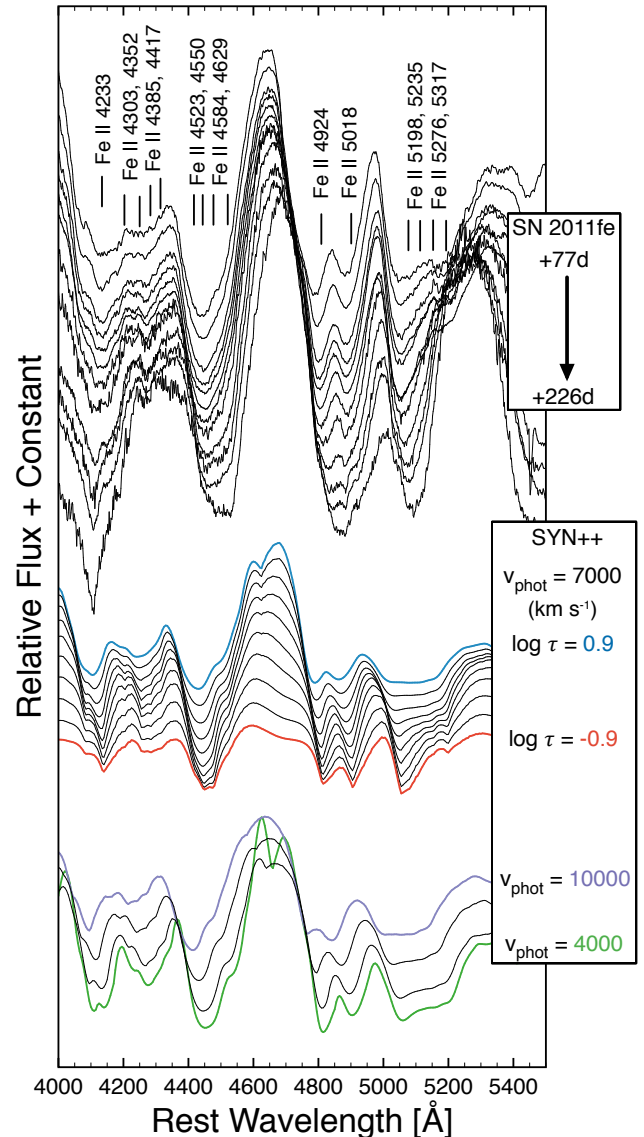 Fe II 4233
Fe II 4303, 4352
Fe II 4385, 4417
Fe II 4523, 4550
Fe II 4584, 4629
Fe II 4924
Fe II 5018
Fe II 5198, 5235
Fe II 5276, 5317
SN 2011fe
+77d
+226d
Relative Flux + Constant
SYN++
v_phot = 7000
(km s⁻¹)
log τ = 0.9
log τ = -0.9
v_phot = 10000
v_phot = 4000
4000 4200 4400 4600 4800 5000 5200 5400
Rest Wavelength [Å]